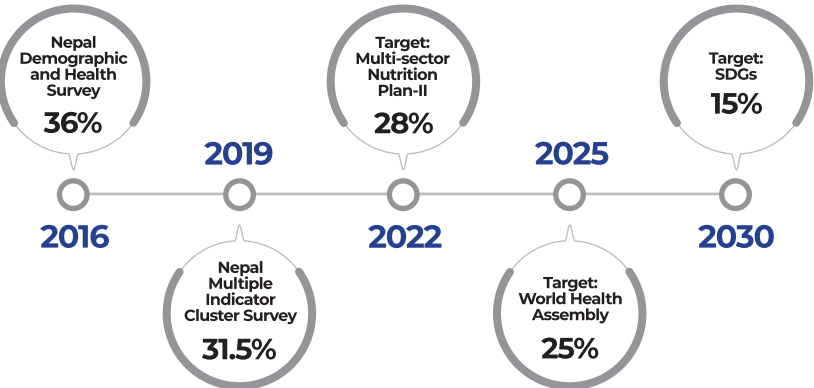 Nepal
Demographic
and Health
Survey
36%
2016
2019
Nepal
Multiple
Indicator
Cluster Survey
31.5%
Target:
Multi-sector
Nutrition
Plan-II
28%
2022
2025
Target:
World Health
Assembly
25%
Target:
SDGs
15%
2030